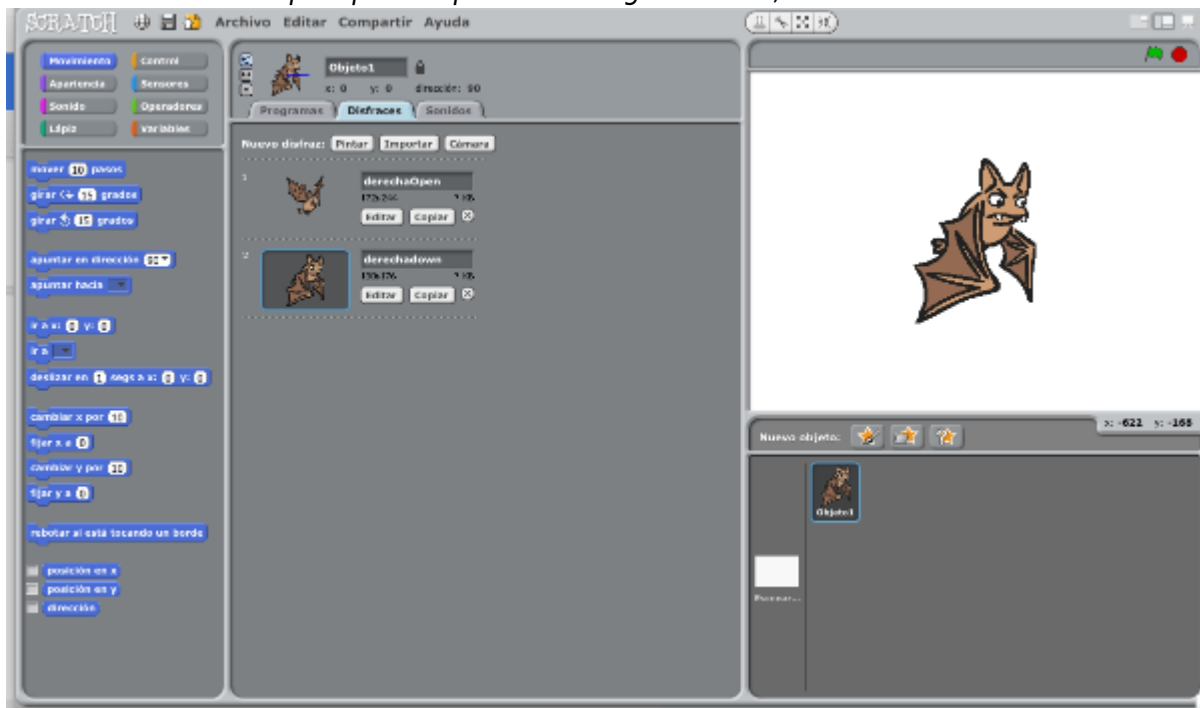 SCRATCH Archivo Editar Compartir Ayuda
Movimiento Control
Apariencia Sensores
Sonido Operadores
Lápiz Variables
mover 10 pasos
girar 15 grados
girar 15 grados
apuntar en dirección 90
apuntar hacia
ir a x: 0 y: 0
ir a
deslizar en 1 segs a x: 0 y: 0
cambiar x por 10
fijar x a 0
cambiar y por 10
fijar y a 0
rebotar si está tocando un borde
posición en x
posición en y
dirección
Objeto1
x: 0 y: 0 dirección: 90
Programas Disfraces Sonidos
Nuevo disfraz: Pintar Importar Cámara
1 derechaOpen
Editar Copiar
2 derechadown
Editar Copiar
x: -622 y: -168
Nuevo objeto:
Objeto1